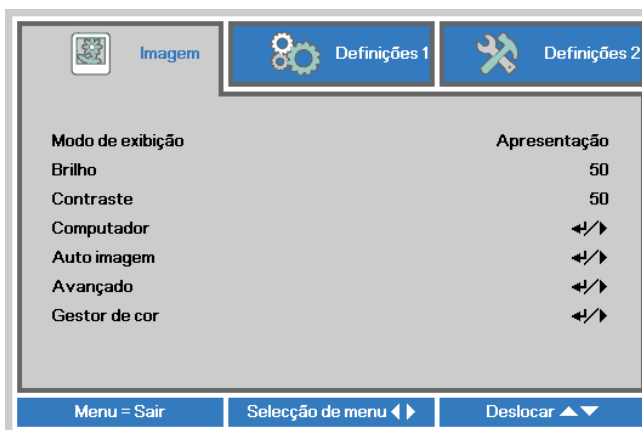 Imagem Definições 1 Definições 2
Modo de exibição Apresentação
Brilho 50
Contraste 50
Computador ↵/▶
Auto imagem ↵/▶
Avançado ↵/▶
Gestor de cor ↵/▶
Menu = Sair Selecção de menu ◀▶ Deslocar ▲▼